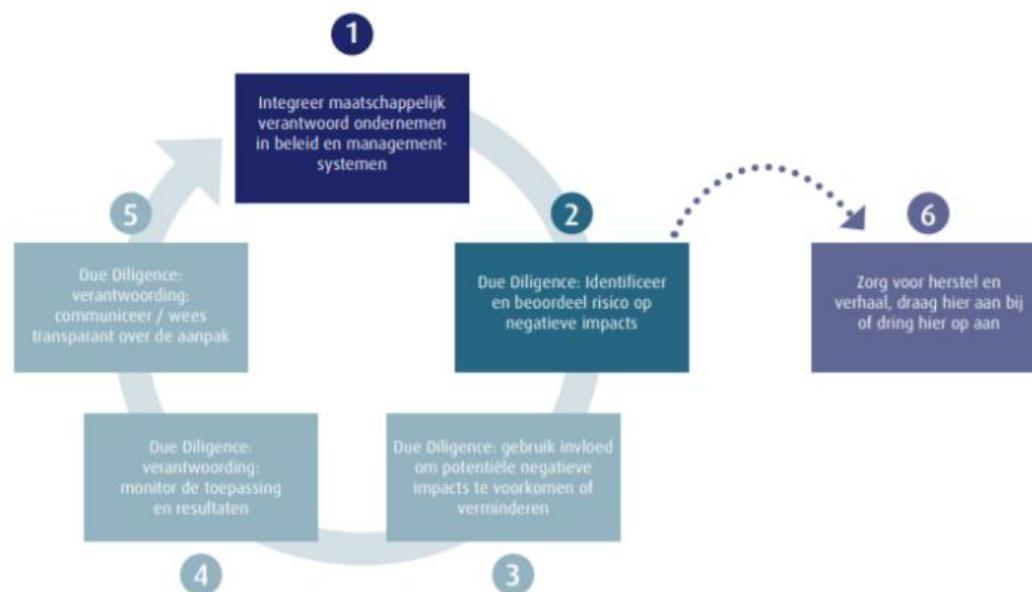 1
Integreer maatschappelijk
verantwoord ondernemen
in beleid en management-
systemen
2
Due Diligence: Identificeer
en beoordeel risico op
negatieve impacts
6
Zorg voor herstel en
verhaal, draag hier aan bij
of dring hier op aan
5
Due Diligence:
verantwoording:
communiceer / wees
transparant over de aanpak
Due Diligence:
verantwoording:
monitor de toepassing
en resultaten
4
Due Diligence: gebruik invloed
om potentiële negatieve
impacts te voorkomen of
verminderen
3